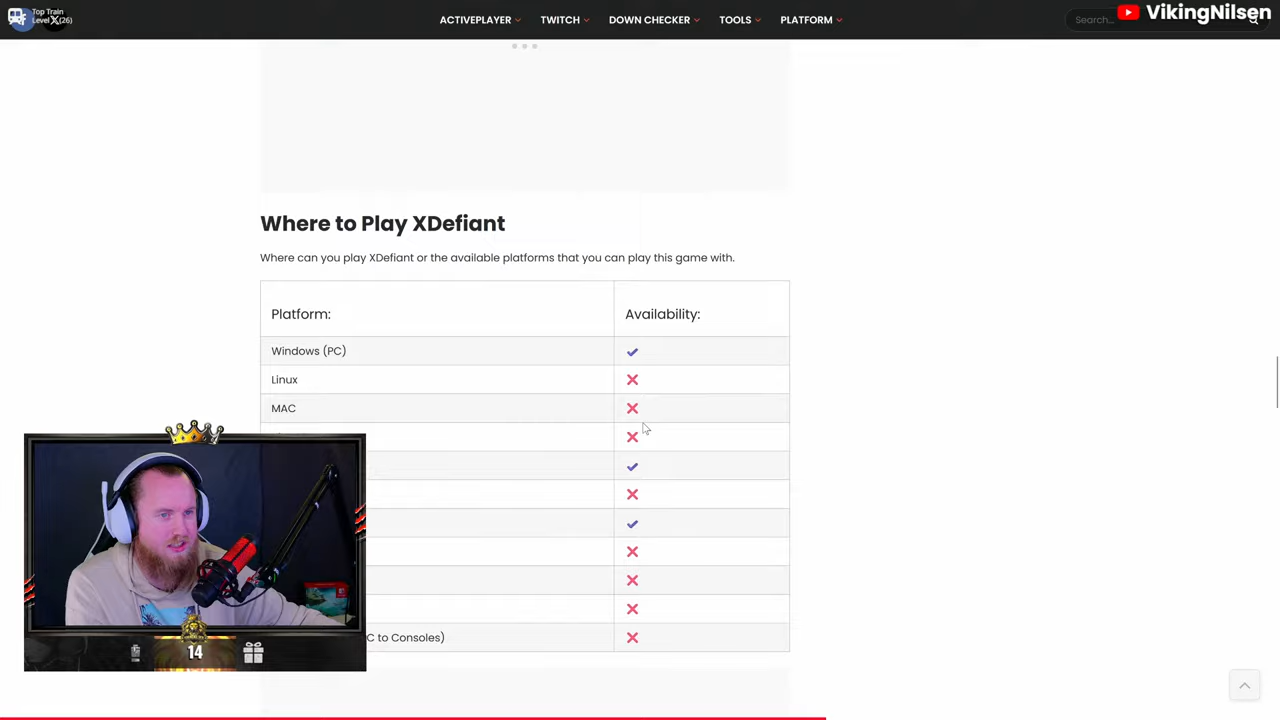 Top Train
Level X (26)
ACTIVEPLAYER
TWITCH
DOWN CHECKER
TOOLS
PLATFORM
Search...
VikingNilsen
Where to Play XDefiant
Where can you play XDefiant or the available platforms that you can play this game with.
Platform: Availability:
Windows (PC)
Linux
MAC
C to Consoles)
14